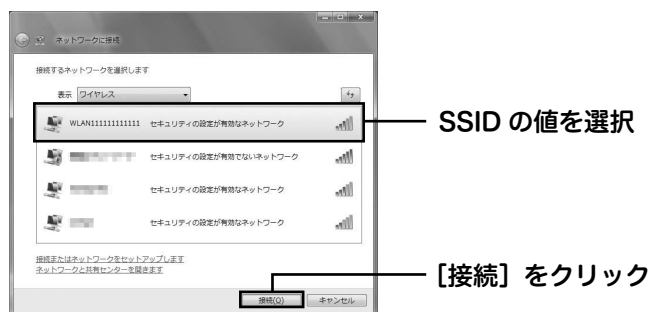 ネットワークに接続
接続するネットワークを選択します
表示 ワイヤレス
WLAN111111111111 セキュリティの設定が有効なネットワーク
SSID の値を選択
セキュリティの設定が有効でないネットワーク
セキュリティの設定が有効なネットワーク
セキュリティの設定が有効なネットワーク
接続またはネットワークをセットアップします
ネットワークと共有センターを開きます
[接続] をクリック
接続(O) キャンセル